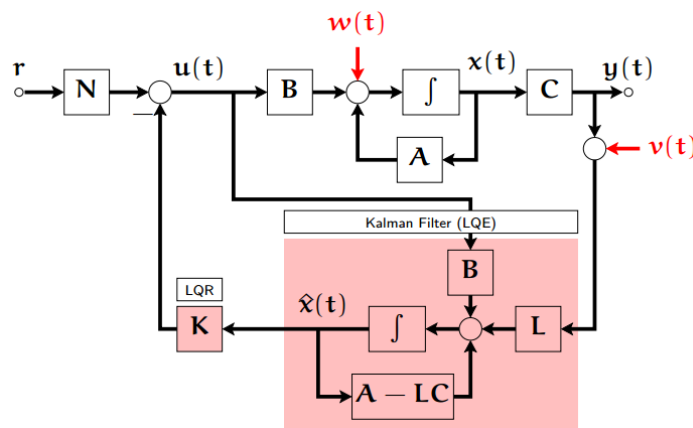 w(t)
r
N
u(t)
B
∫
x(t)
C
y(t)
—
A
v(t)
Kalman Filter (LQE)
B
LQR
K
x̂(t)
∫
L
A − LC